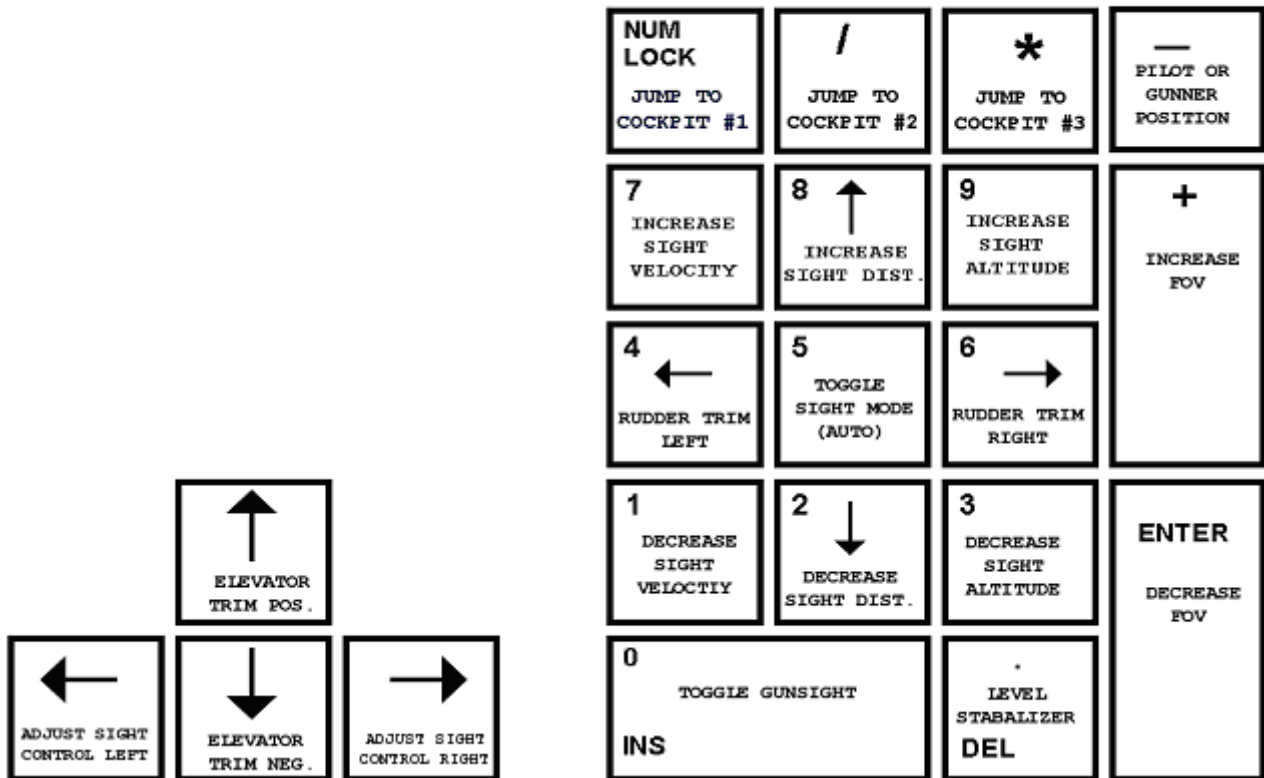 NUM
LOCK
JUMP TO
COCKPIT #1
/
JUMP TO
COCKPIT #2
*
JUMP TO
COCKPIT #3
—
PILOT OR
GUNNER
POSITION
7
INCREASE
SIGHT
VELOCITY
8
INCREASE
SIGHT DIST.
9
INCREASE
SIGHT
ALTITUDE
+
INCREASE
FOV
4
RUDDER TRIM
LEFT
5
TOGGLE
SIGHT MODE
(AUTO)
6
RUDDER TRIM
RIGHT
ELEVATOR
TRIM POS.
1
DECREASE
SIGHT
VELOCTIY
2
DECREASE
SIGHT DIST.
3
DECREASE
SIGHT
ALTITUDE
ENTER
DECREASE
FOV
ADJUST SIGHT
CONTROL LEFT
ELEVATOR
TRIM NEG.
ADJUST SIGHT
CONTROL RIGHT
0
TOGGLE GUNSIGHT
INS
.
LEVEL
STABALIZER
DEL